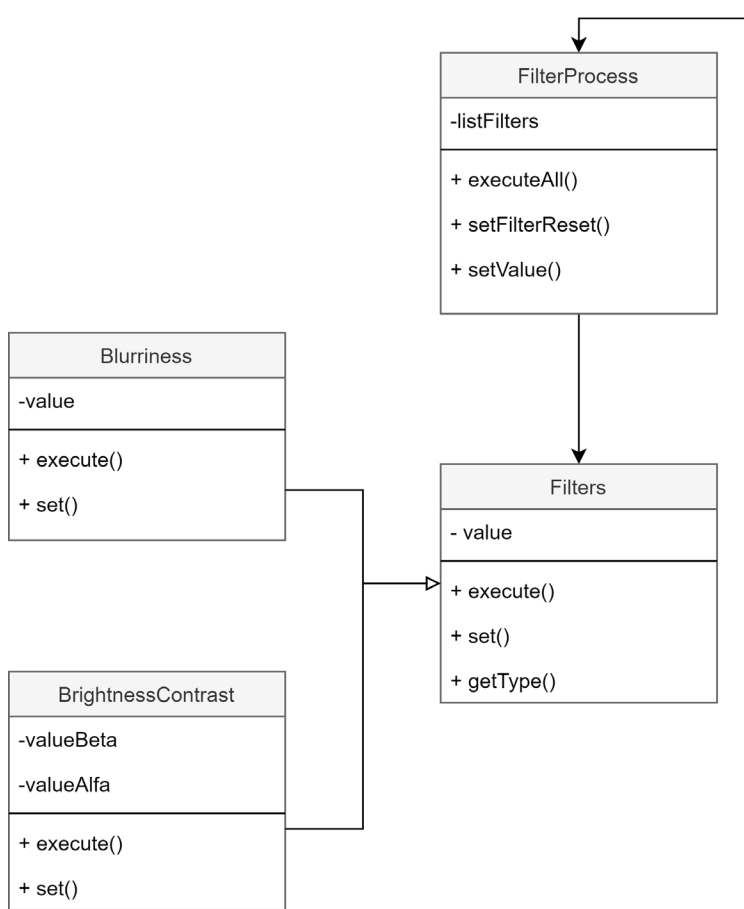 FilterProcess
-listFilters
+ executeAll()
+ setFilterReset()
+ setValue()
Blurriness
-value
+ execute()
+ set()
Filters
- value
+ execute()
+ set()
+ getType()
BrightnessContrast
-valueBeta
-valueAlfa
+ execute()
+ set()